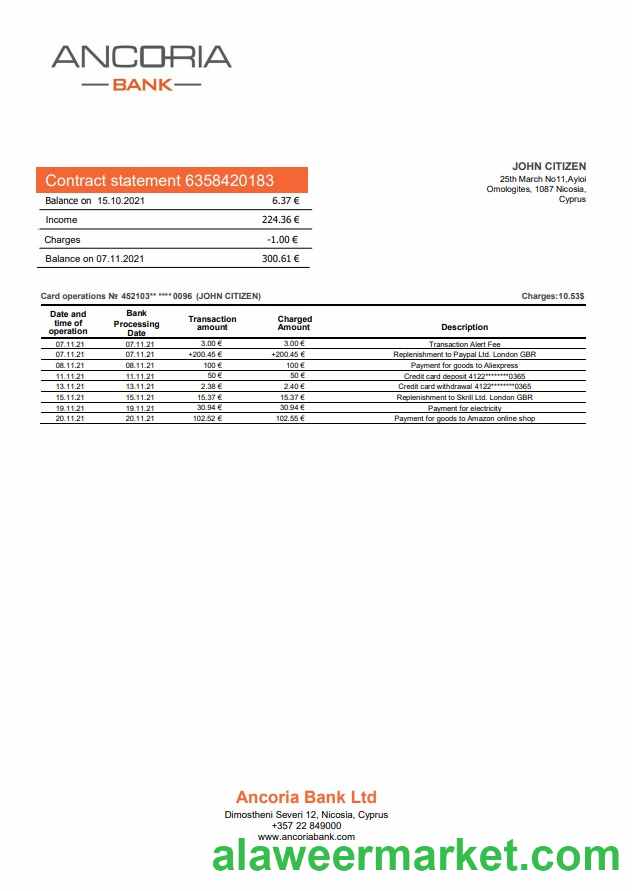 ANCORIA
BANK
JOHN CITIZEN
25th March No11,Ayioi
Omologites, 1087 Nicosia,
Cyprus
Contract statement 6358420183
Balance on 15.10.2021 6.37 €
Income 224.36 €
Charges -1.00 €
Balance on 07.11.2021 300.61 €
Card operations № 452103** ****0096 (JOHN CITIZEN) Charges:10.53$
Date and time of operation Bank Processing Date Transaction amount Charged Amount Description
07.11.21 07.11.21 3.00 € 3.00 € Transaction Alert Fee
07.11.21 07.11.21 +200.45 € +200.45 € Replenishment to Paypal Ltd. London GBR
08.11.21 08.11.21 100 € 100 € Payment for goods to Aliexpress
11.11.21 11.11.21 50 € 50 € Credit card deposit 4122********0365
13.11.21 13.11.21 2.38 € 2.40 € Credit card withdrawal 4122********0365
15.11.21 15.11.21 15.37 € 15.37 € Replenishment to Skrill Ltd. London GBR
19.11.21 19.11.21 30.94 € 30.94 € Payment for electricity
20.11.21 20.11.21 102.52 € 102.55 € Payment for goods to Amazon online shop
Ancoria Bank Ltd
Dimostheni Severi 12, Nicosia, Cyprus
+357 22 849000
www.ancoriabank.com
alaweermarket.com